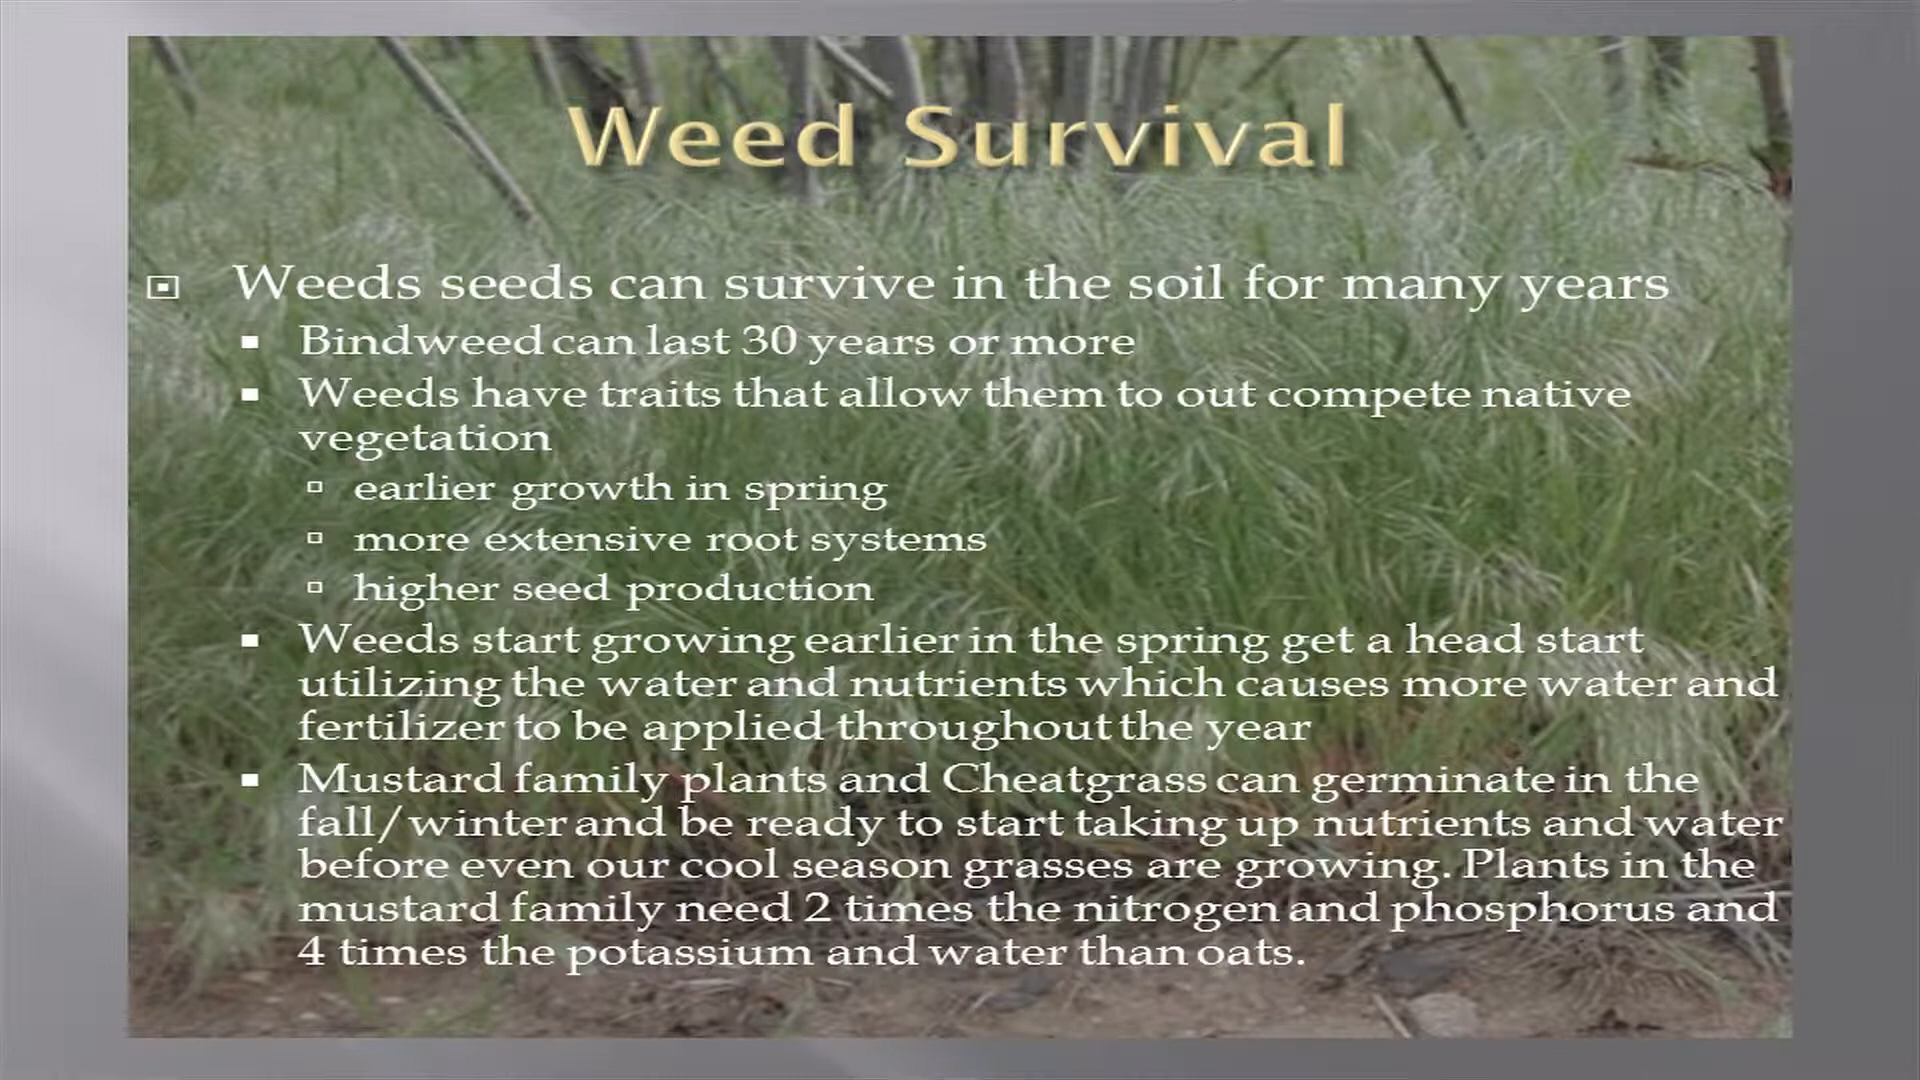 Weed Survival
Weeds seeds can survive in the soil for many years
Bindweed can last 30 years or more
Weeds have traits that allow them to out compete native
vegetation
earlier growth in spring
more extensive root systems
higher seed production
Weeds start growing earlier in the spring get a head start
utilizing the water and nutrients which causes more water and
fertilizer to be applied throughout the year
Mustard family plants and Cheatgrass can germinate in the
fall/winter and be ready to start taking up nutrients and water
before even our cool season grasses are growing. Plants in the
mustard family need 2 times the nitrogen and phosphorus and
4 times the potassium and water than oats.